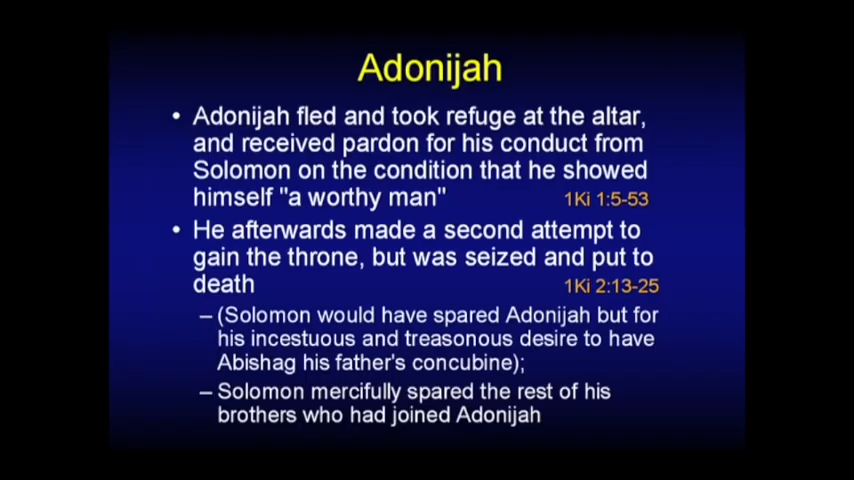 Adonijah
• Adonijah fled and took refuge at the altar,
and received pardon for his conduct from
Solomon on the condition that he showed
himself "a worthy man" 1Ki 1:5-53
• He afterwards made a second attempt to
gain the throne, but was seized and put to
death 1Ki 2:13-25
– (Solomon would have spared Adonijah but for
his incestuous and treasonous desire to have
Abishag his father's concubine);
– Solomon mercifully spared the rest of his
brothers who had joined Adonijah